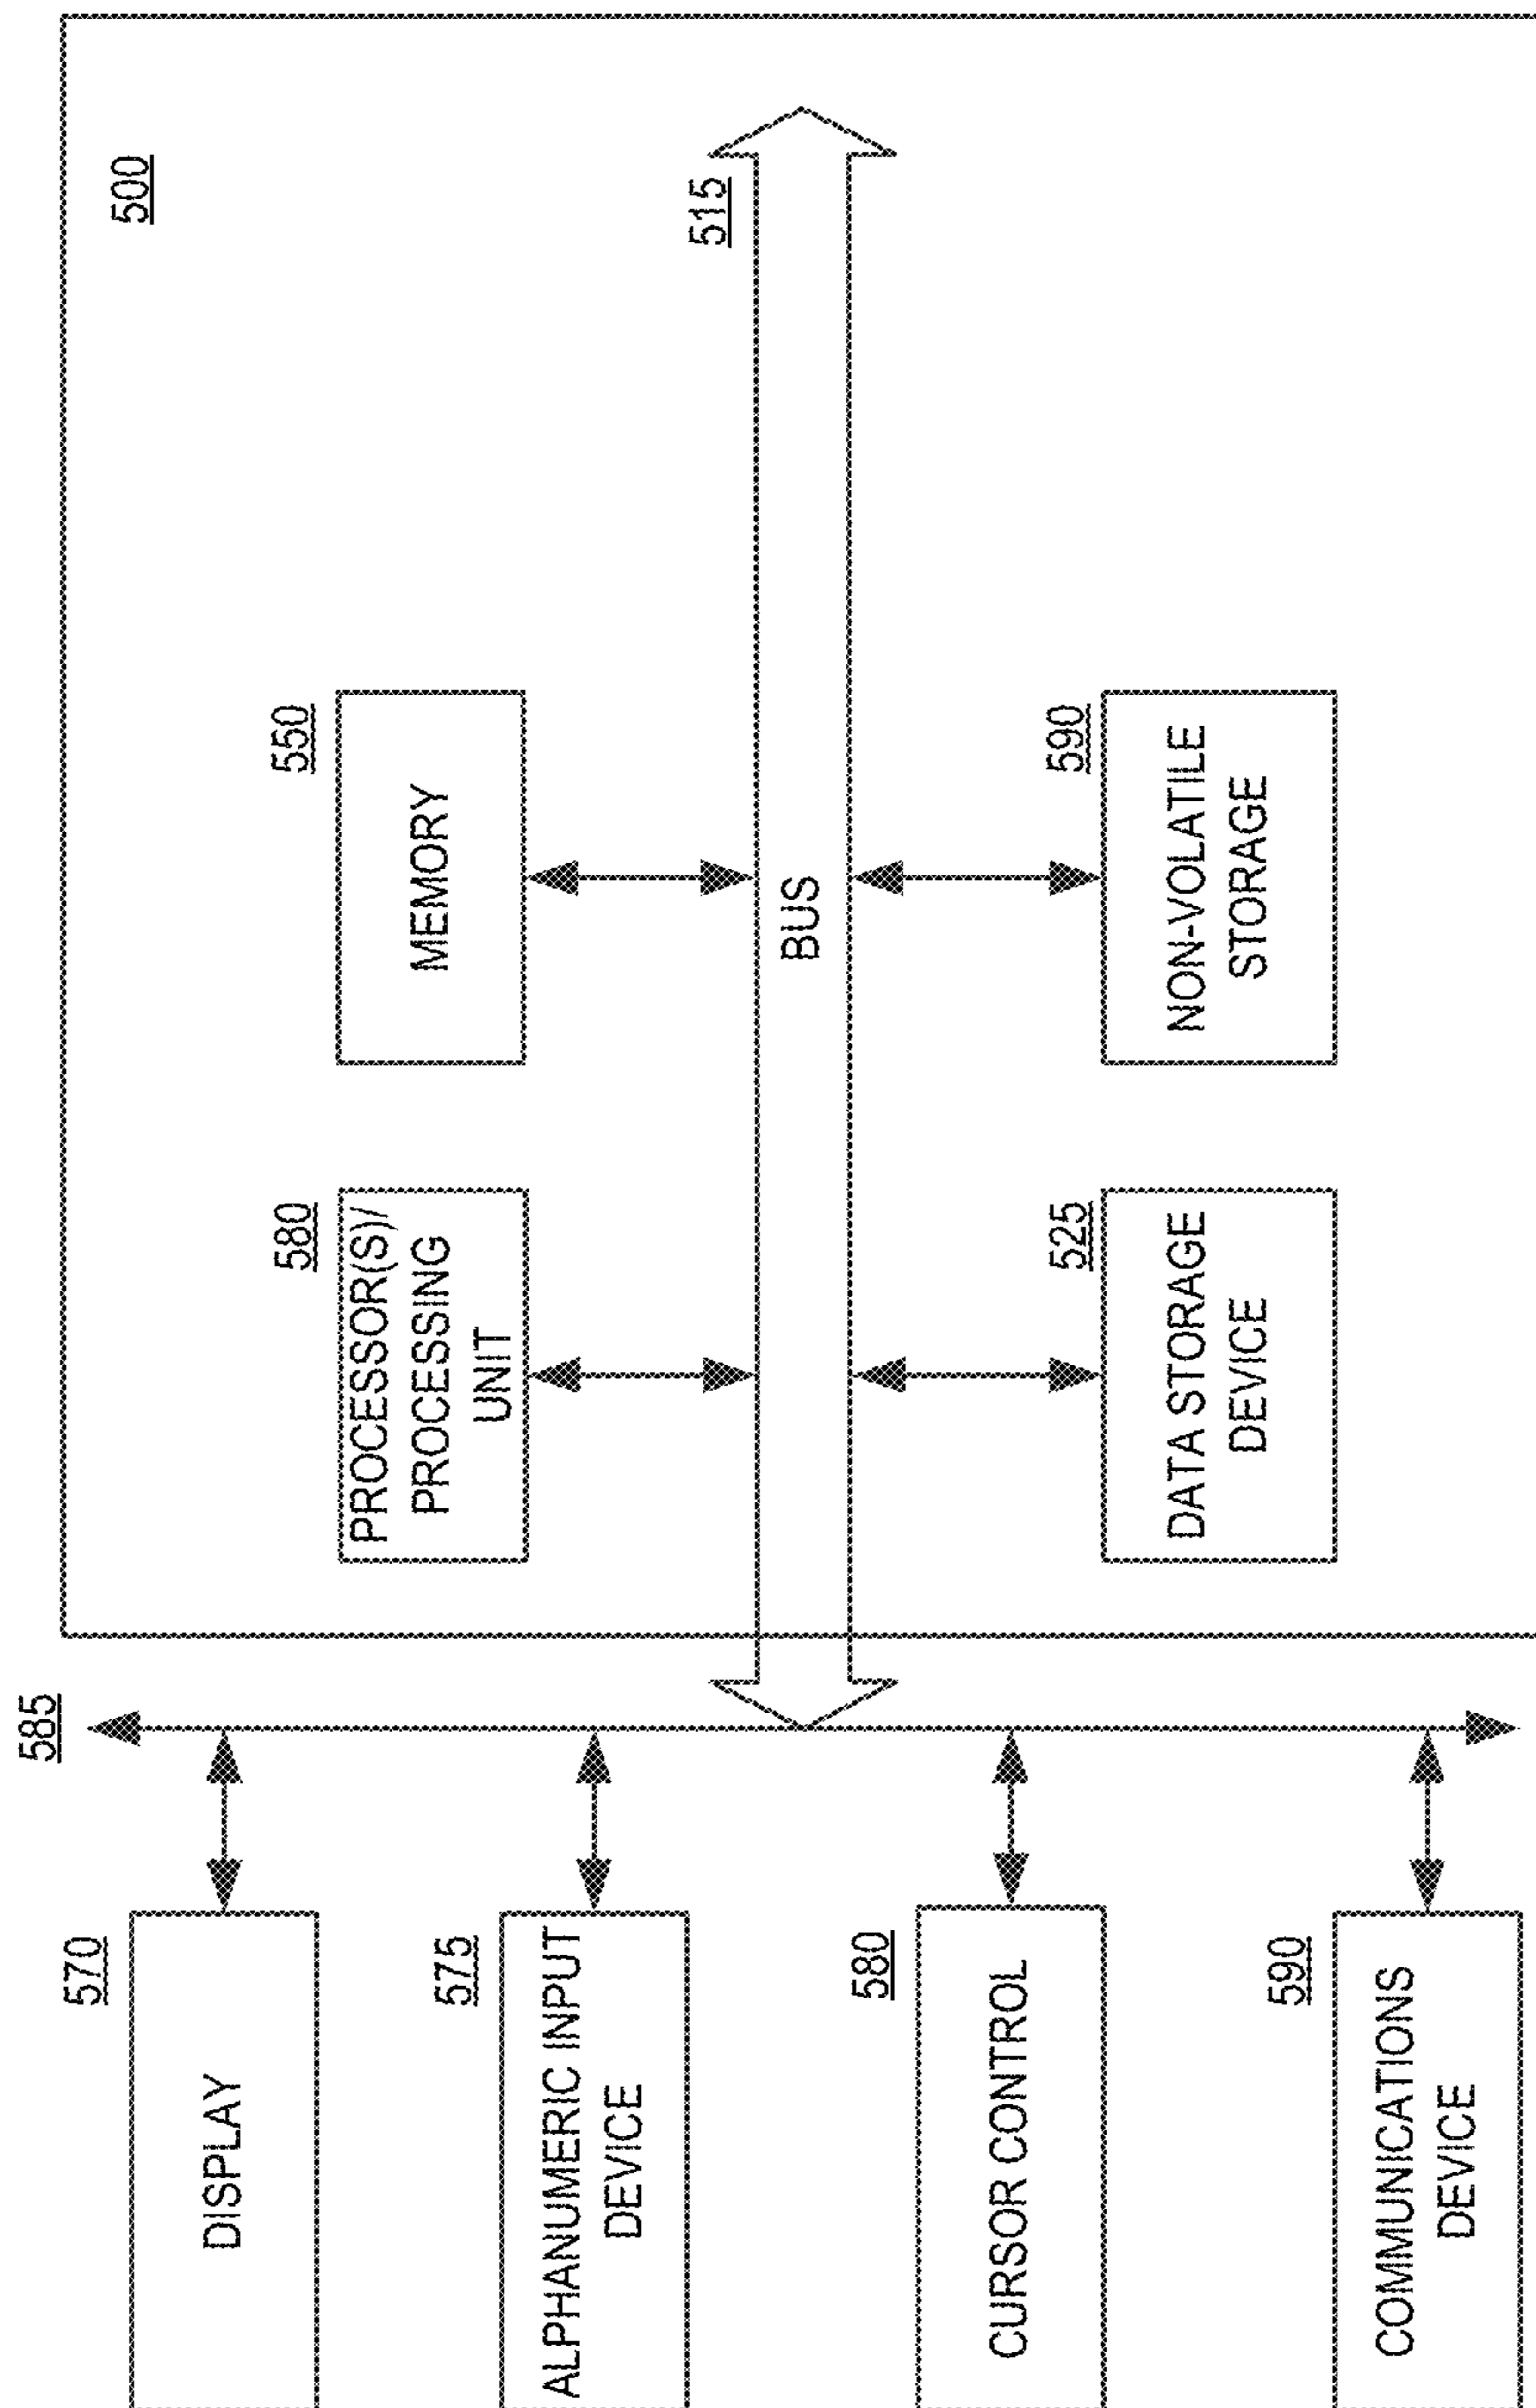 500
515
550
MEMORY
580
PROCESSOR(S)/
PROCESSING
UNIT
BUS
590
NON-VOLATILE
STORAGE
525
DATA STORAGE
DEVICE
585
570
DISPLAY
575
ALPHANUMERIC INPUT
DEVICE
580
CURSOR CONTROL
590
COMMUNICATIONS
DEVICE